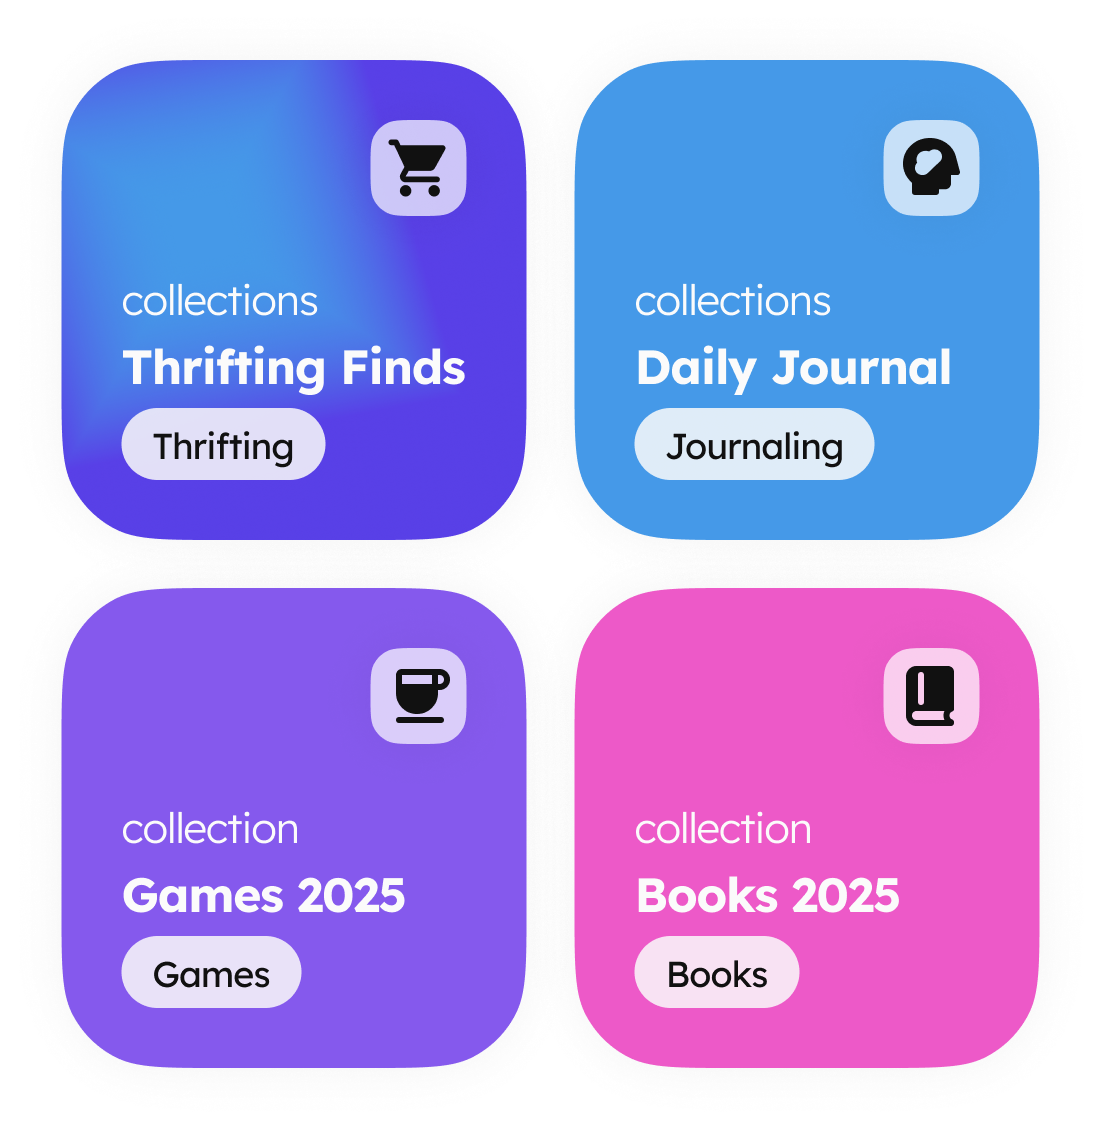 collections
Thrifting Finds
Thrifting
collections
Daily Journal
Journaling
collection
Games 2025
Games
collection
Books 2025
Books